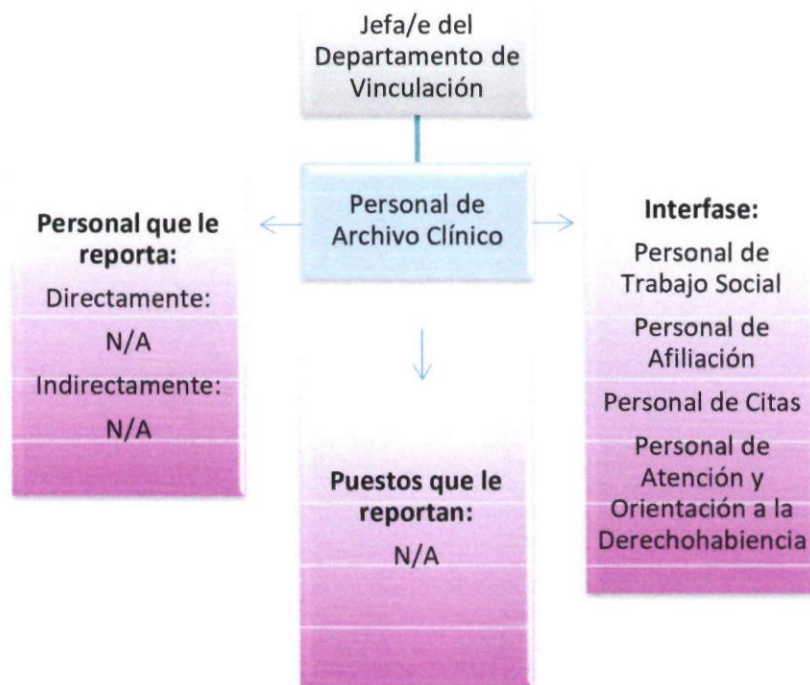 Jefa/e del
Departamento de
Vinculación
Personal de
Archivo Clínico
Personal que le
reporta:
Directamente:
N/A
Indirectamente:
N/A
Puestos que le
reportan:
N/A
Interfase:
Personal de
Trabajo Social
Personal de
Afiliación
Personal de Citas
Personal de
Atención y
Orientación a la
Derechohabiencia